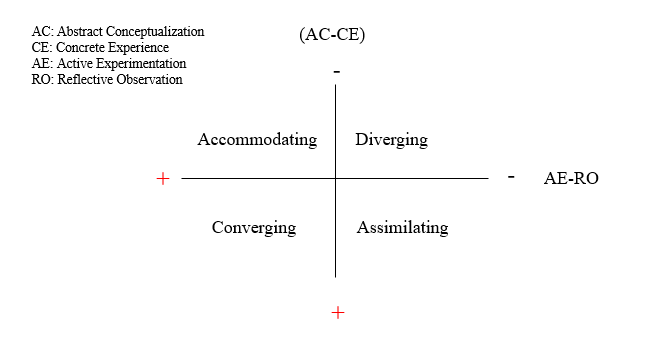 AC: Abstract Conceptualization
CE: Concrete Experience
AE: Active Experimentation
RO: Reflective Observation
(AC-CE)
-
Accommodating
Diverging
+
-
AE-RO
Converging
Assimilating
+